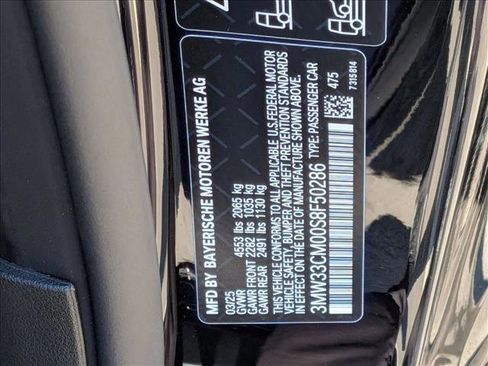 MFD BY BAYERISCHE MOTOREN WERKE AG
03/25
GVWR 4553 lbs 2065 kg
GAWR FRONT 2282 lbs 1035 kg
GAWR REAR 2491 lbs 1130 kg
THIS CAR CONFORMS TO ALL APPLICABLE U.S. FEDERAL MOTOR
VEHICLE SAFETY, BUMPER AND THEFT PREVENTION STANDARDS
IN EFFECT ON THE DATE OF MANUFACTURE SHOWN ABOVE.
3MW33CM00S8F50286 TYPE: PASSENGER CAR
475
7315814